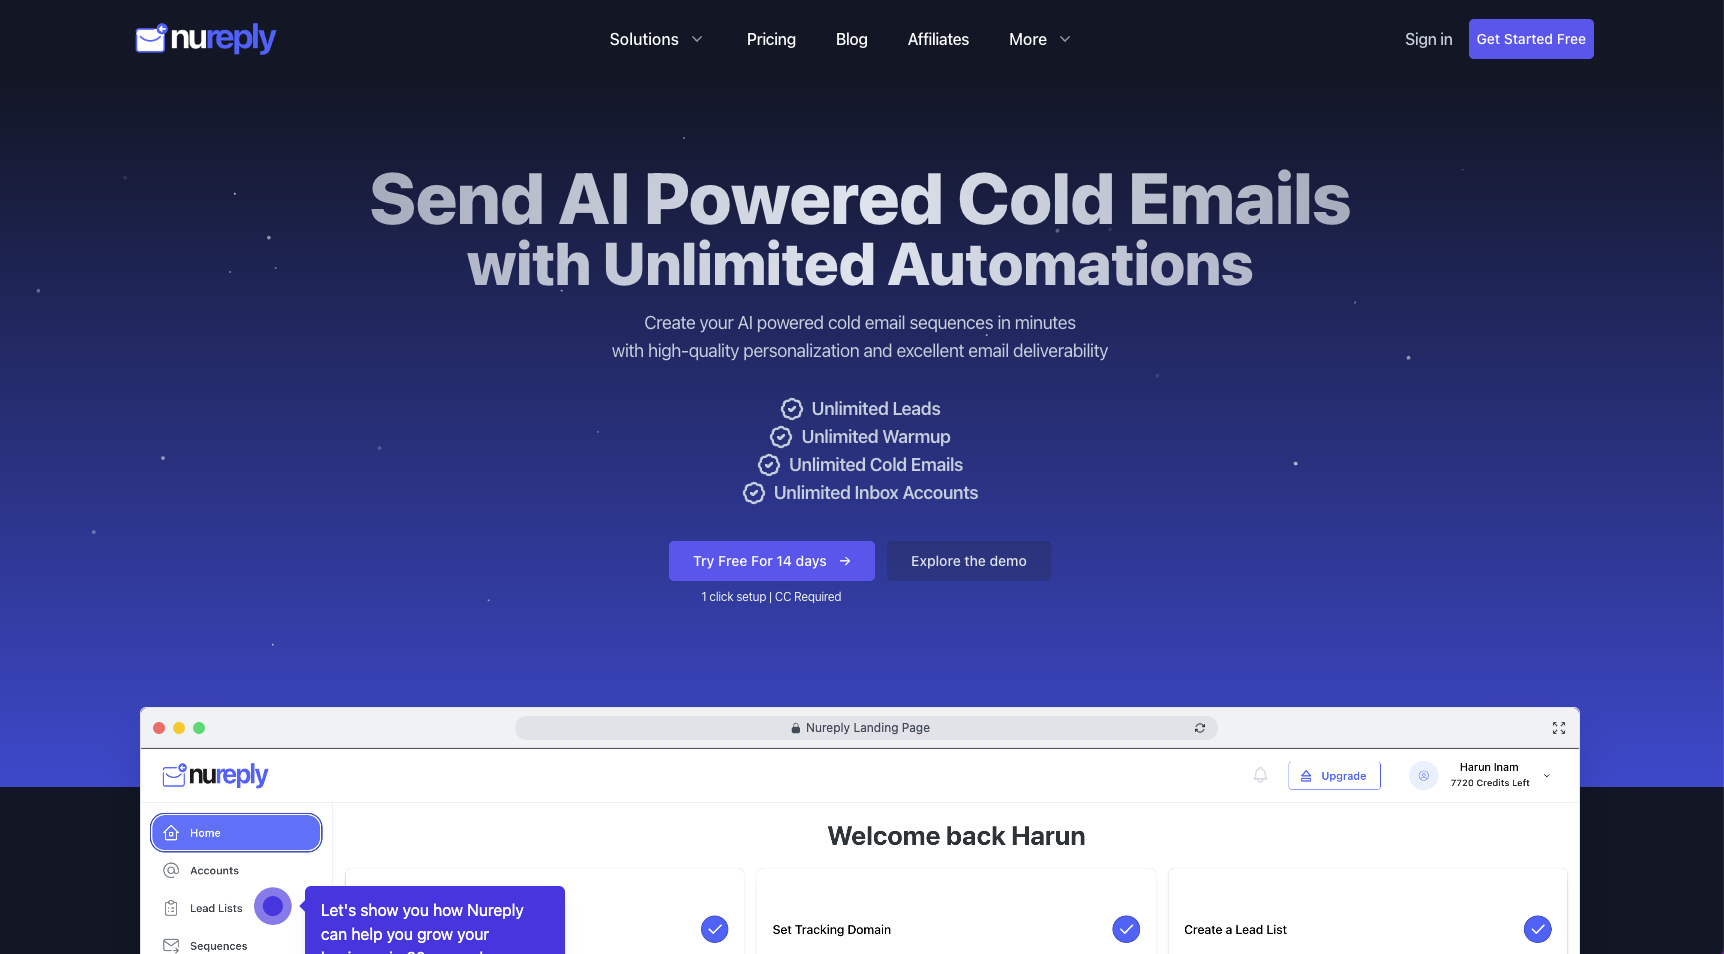 nureply
Solutions
Pricing
Blog
Affiliates
More
Sign in
Get Started Free
Send AI Powered Cold Emails
with Unlimited Automations
Create your AI powered cold email sequences in minutes
with high-quality personalization and excellent email deliverability
Unlimited Leads
Unlimited Warmup
Unlimited Cold Emails
Unlimited Inbox Accounts
Try Free For 14 days
Explore the demo
1 click setup | CC Required
Nureply Landing Page
nureply
Upgrade
Harun Inam
7720 Credits Left
Home
Accounts
Lead Lists
Sequences
Welcome back Harun
Let's show you how Nureply
can help you grow your
Set Tracking Domain
Create a Lead List